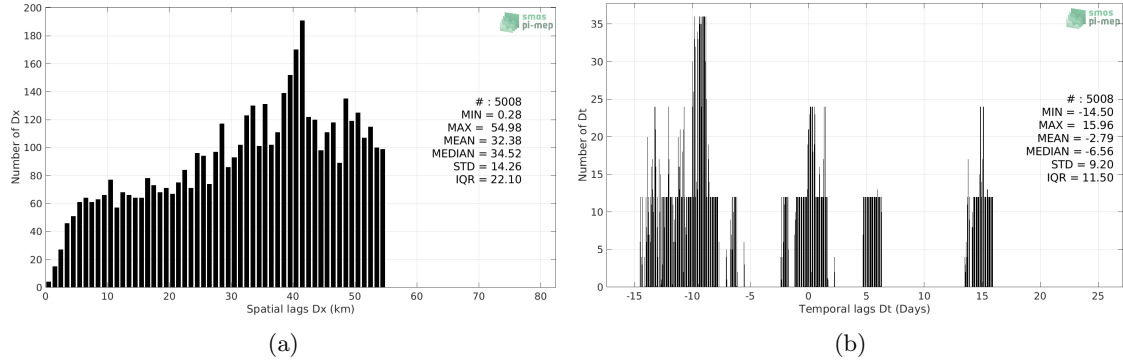 200
180
160
140
120
100
80
60
40
20
0
Number of Dx
0
10
20
30
40
50
60
70
80
Spatial lags Dx (km)
smos
pi-mep
# : 5008
MIN = 0.28
MAX = 54.98
MEAN = 32.38
MEDIAN = 34.52
STD = 14.26
IQR = 22.10
(a)
35
30
25
20
15
10
5
0
Number of Dt
-15
-10
-5
0
5
10
15
20
25
Temporal lags Dt (Days)
smos
pi-mep
# : 5008
MIN = -14.50
MAX = 15.96
MEAN = -2.79
MEDIAN = -6.56
STD = 9.20
IQR = 11.50
(b)